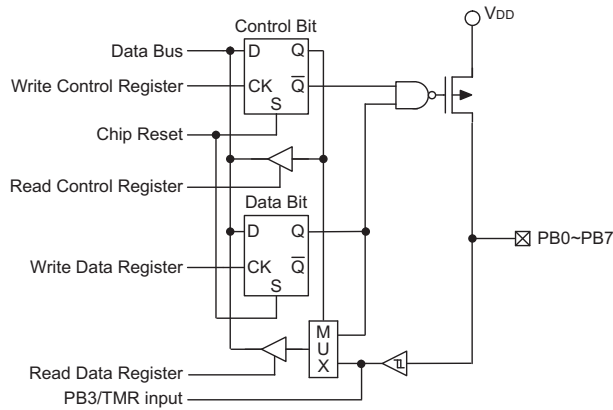 Control Bit
VDD
Data Bus
D
Q
Write Control Register
CK
Q
S
Chip Reset
Read Control Register
Data Bit
D
Q
PB0~PB7
Write Data Register
CK
Q
S
M
U
X
Read Data Register
PB3/TMR input